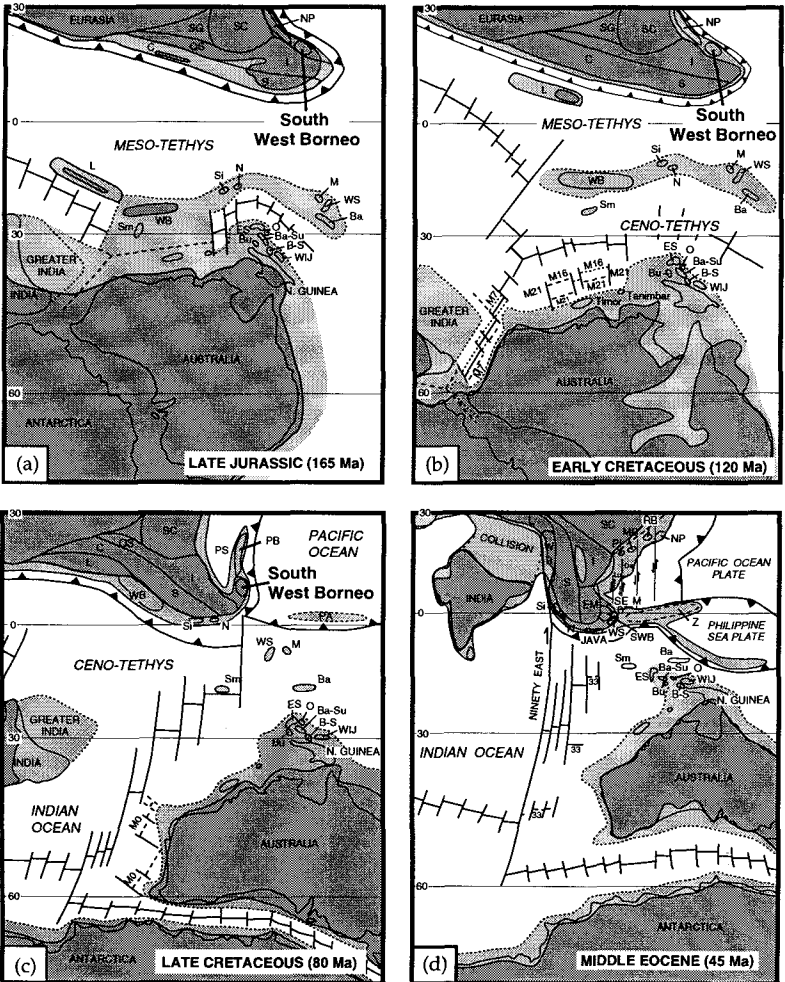 30
EURASIA
SG
SC
NP
C
QS
I
S
0
South
West Borneo
MESO-TETHYS
L
Si
N
M
WS
WB
Ba
Sm
30
ES
O
Bu
Ba-Su
B-S
WIJ
GREATER
INDIA
N. GUINEA
INDIA
AUSTRALIA
60
ANTARCTICA
(a)
LATE JURASSIC (165 Ma)
30
EURASIA
NP
SG
SC
C
I
S
L
0
South
West Borneo
MESO-TETHYS
Si
M
WS
WB
N
Ba
Sm
CENO-TETHYS
30
ES
O
Ba-Su
M16
M16
Bu
B-S
M21
M21
WIJ
M21
Timor
Tanimbar
M7
GREATER
INDIA
AUSTRALIA
60
ANTARCTICA
(b)
EARLY CRETACEOUS (120 Ma)
30
SC
PACIFIC
OCEAN
QS
PS
PB
C
I
L
South
West Borneo
WB
S
Si
N
PA
0
WS
M
CENO-TETHYS
Sm
Ba
ES
O
Ba-Su
GREATER
INDIA
B-S
WIJ
30
Bu
N. GUINEA
INDIA
INDIAN
OCEAN
M0
AUSTRALIA
M0
60
ANTARCTICA
(c)
LATE CRETACEOUS (80 Ma)
30
SC
RB
COLLISION
W
NP
I
PACIFIC OCEAN
PLATE
INDIA
S
EM
SE
M
Si
Z
0
N
WS
SWB
PHILIPPINE
SEA PLATE
JAVA
Sm
Ba
O
Ba-Su
WIJ
ES
Bu
B-S
NINETY EAST
33
N. GUINEA
30
33
INDIAN OCEAN
AUSTRALIA
33
60
ANTARCTICA
(d)
MIDDLE EOCENE (45 Ma)